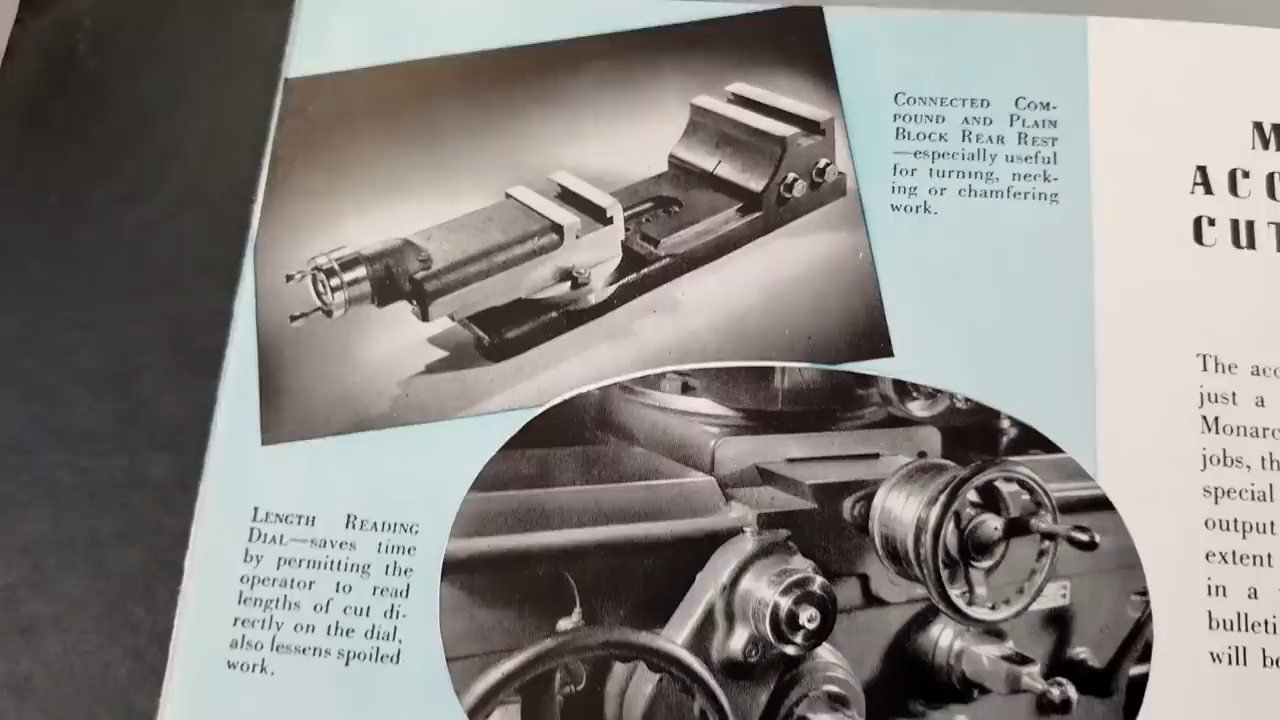 CONNECTED COM-
POUND AND PLAIN
BLOCK REAR REST
—especially useful
for turning, neck-
ing or chamfering
work.
LENGTH READING
DIAL—saves time
by permitting the
operator to read
lengths of cut di-
rectly on the dial,
also lessens spoiled
work.
M
ACC
CUT
The acc
just a
Monarc
jobs, th
special
output
extent
in a
bulleti
will be